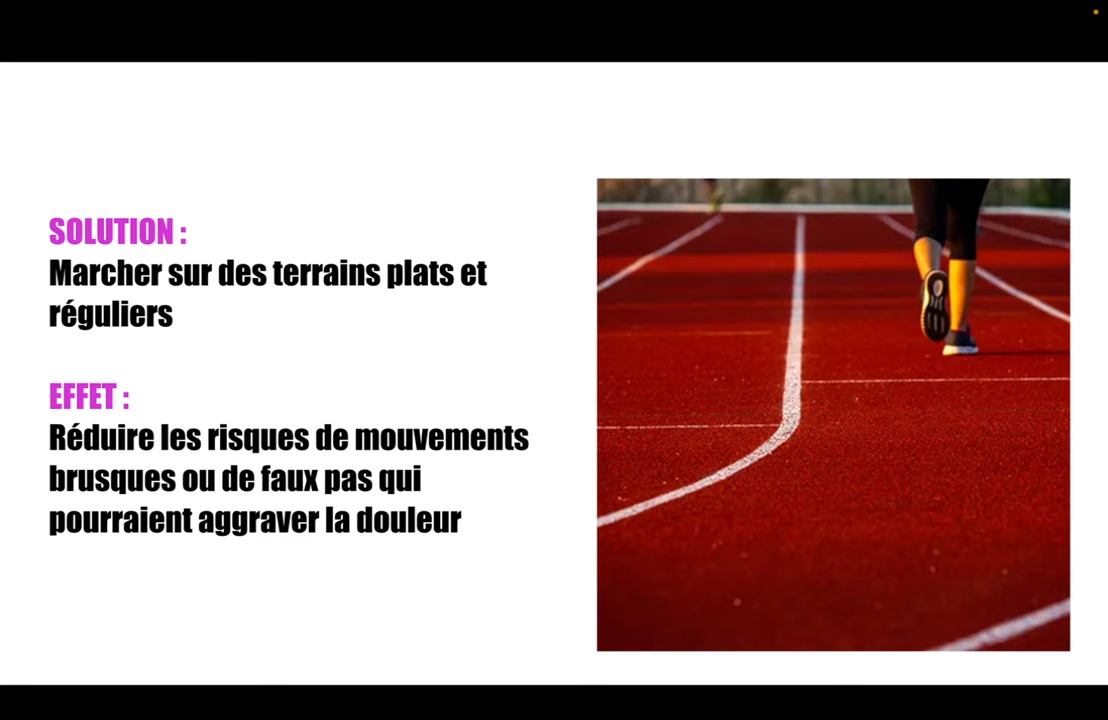 SOLUTION :
Marcher sur des terrains plats et
réguliers
EFFET :
Réduire les risques de mouvements
brusques ou de faux pas qui
pourraient aggraver la douleur